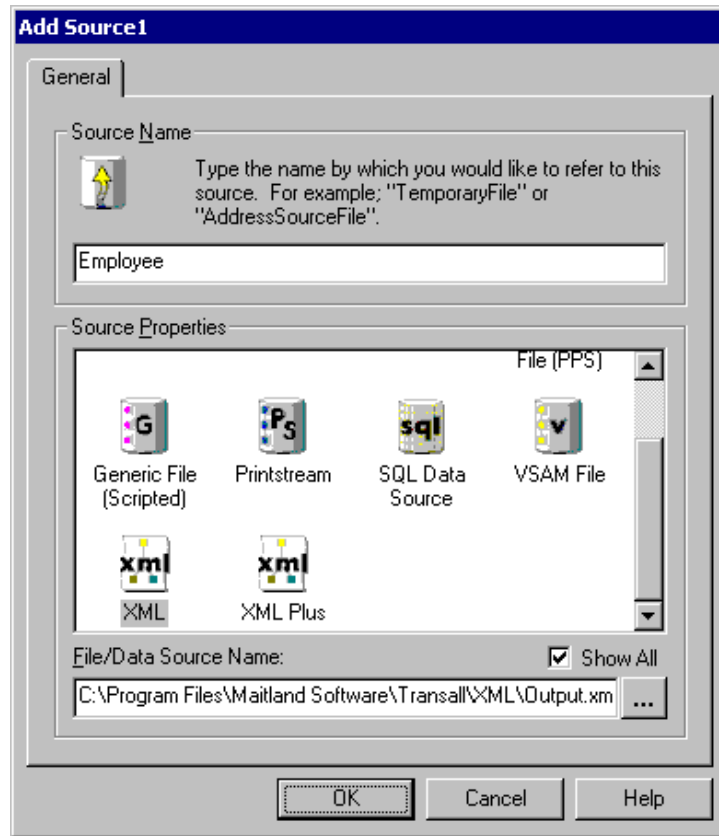 Add Source1
General
Source Name
Type the name by which you would like to refer to this
source. For example; "TemporaryFile" or
"AddressSourceFile".
Employee
Source Properties
File (PPS)
G
Ps
sql
v
Generic File
(Scripted)
Printstream
SQL Data
Source
VSAM File
xml
xml
XML
XML Plus
File/Data Source Name:
Show All
C:\Program Files\Maitland Software\Transall\XML\Output.xm
...
OK
Cancel
Help